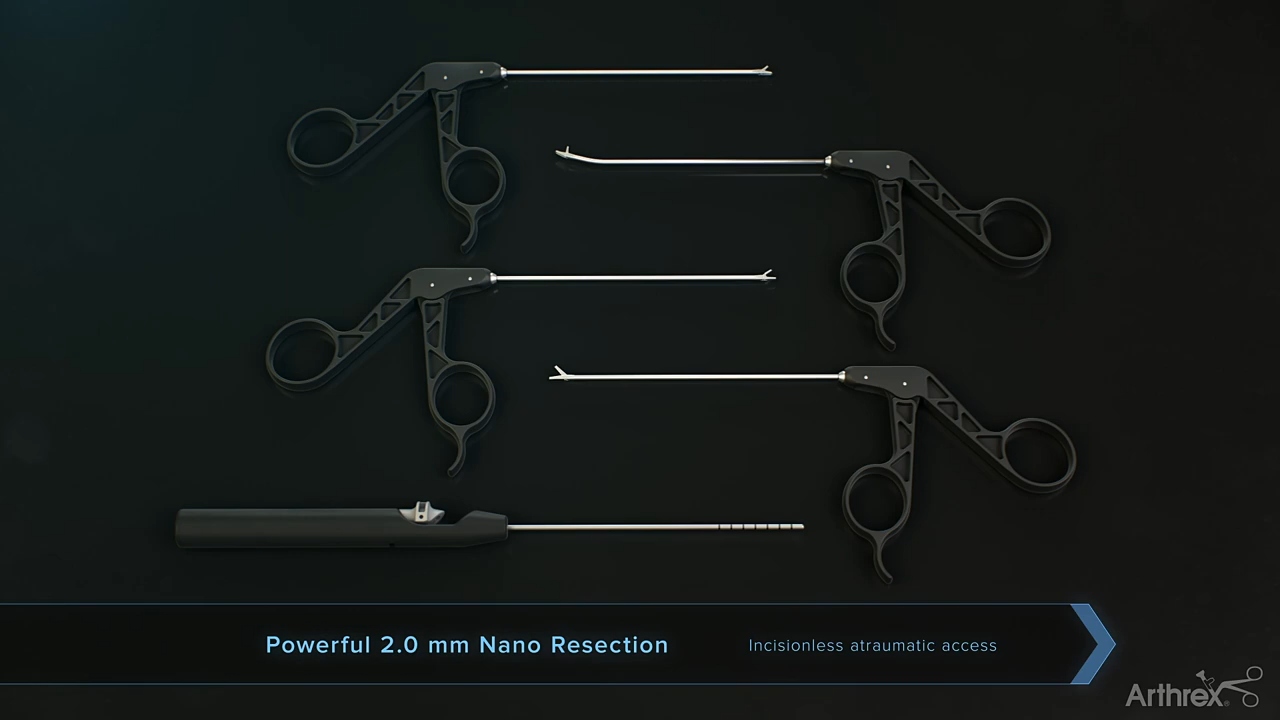 Powerful 2.0 mm Nano Resection
Incisionless atraumatic access
Arthrex®